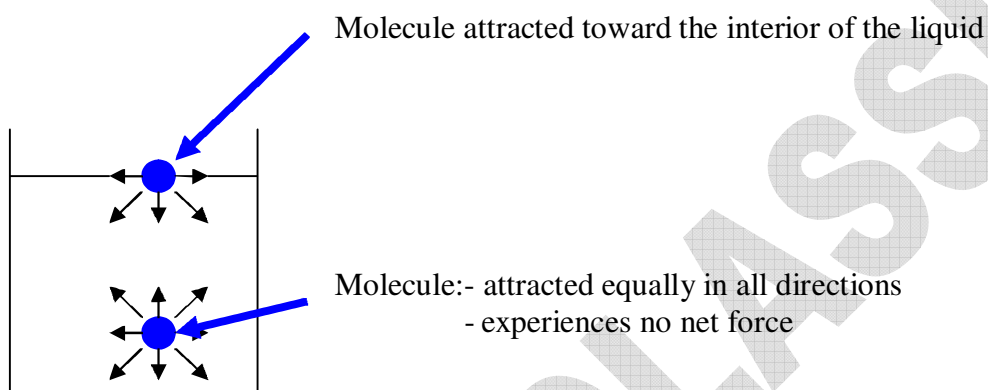 Molecule attracted toward the interior of the liquid
Molecule:- attracted equally in all directions
- experiences no net force